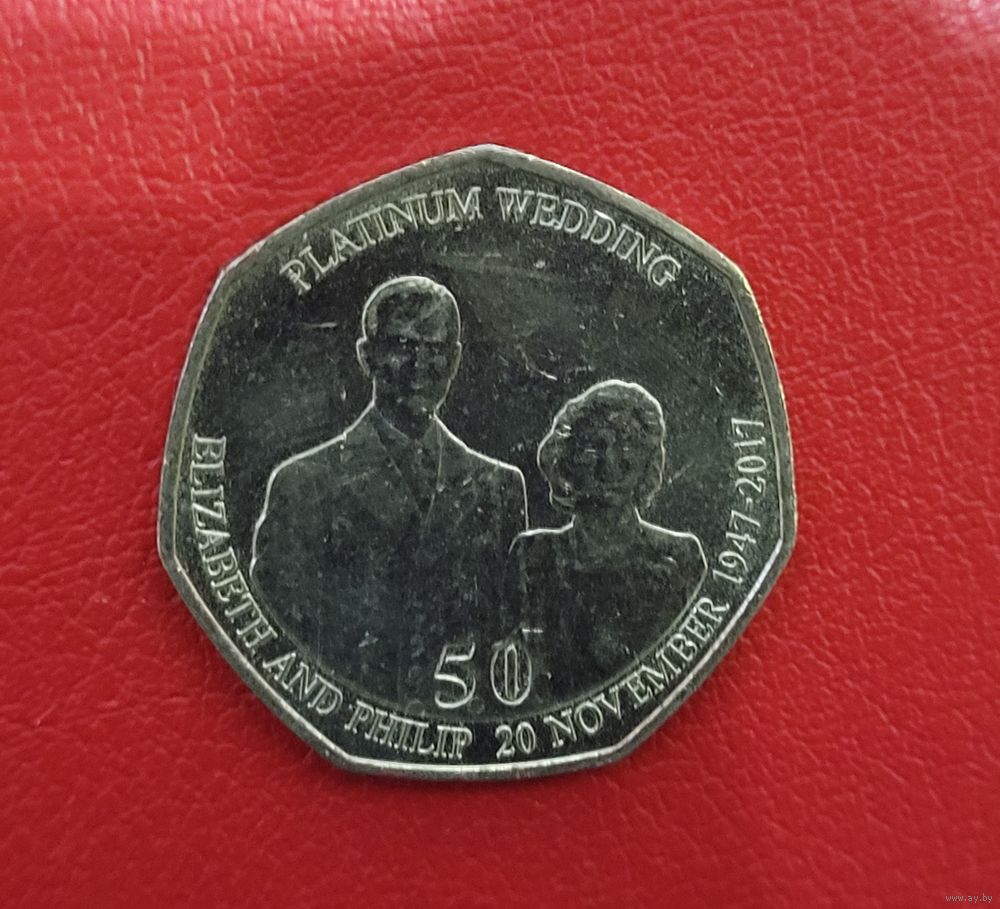 PLATINUM WEDDING
ELIZABETH AND PHILIP 20 NOVEMBER 1947-2017
50
www.ay.by